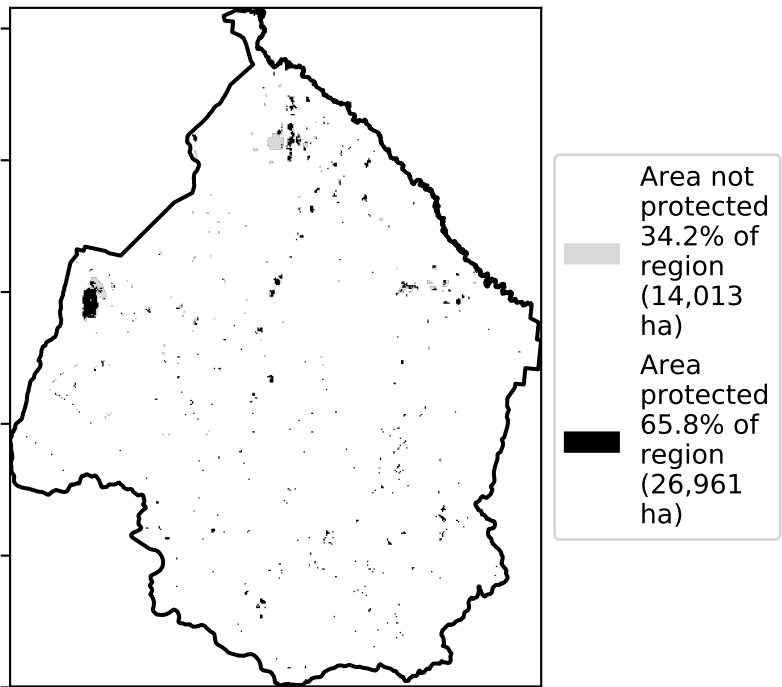 Area not
protected
34.2% of
region
(14,013
ha)
Area
protected
65.8% of
region
(26,961
ha)